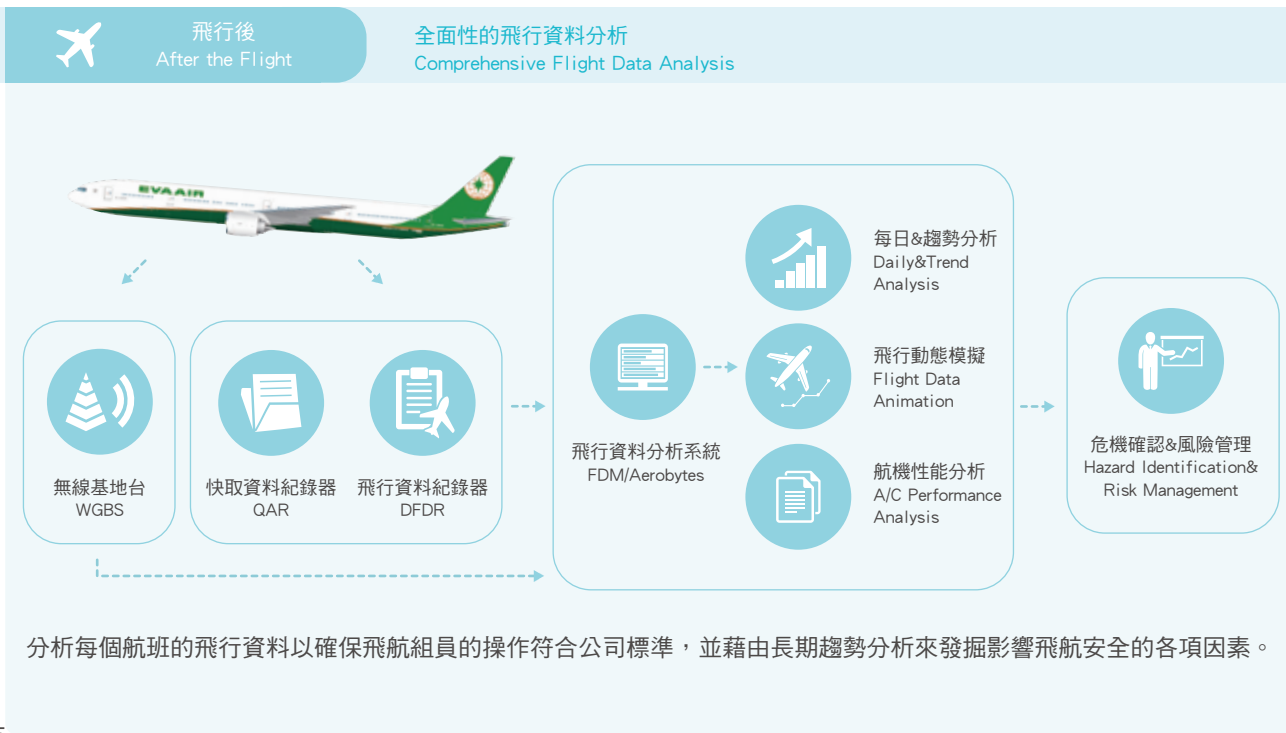 飛行後
After the Flight
全面性的飛行資料分析
Comprehensive Flight Data Analysis
EVA AIR
無線基地台
WGBS
快取資料紀錄器
QAR
飛行資料紀錄器
DFDR
飛行資料分析系統
FDM/Aerobytes
每日&趨勢分析
Daily&Trend
Analysis
飛行動態模擬
Flight Data
Animation
航機性能分析
A/C Performance
Analysis
危機確認&風險管理
Hazard Identification&
Risk Management
分析每個航班的飛行資料以確保飛航組員的操作符合公司標準，並藉由長期趨勢分析來發掘影響飛航安全的各項因素。